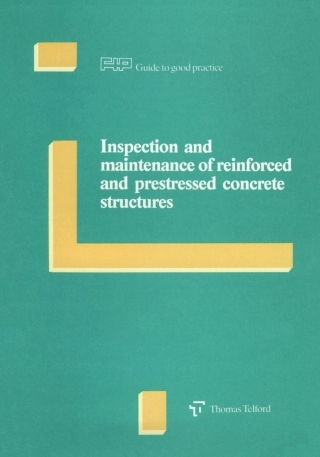 FIP Guide to good practice
Inspection and
maintenance of reinforced
and prestressed concrete
structures
Thomas Telford